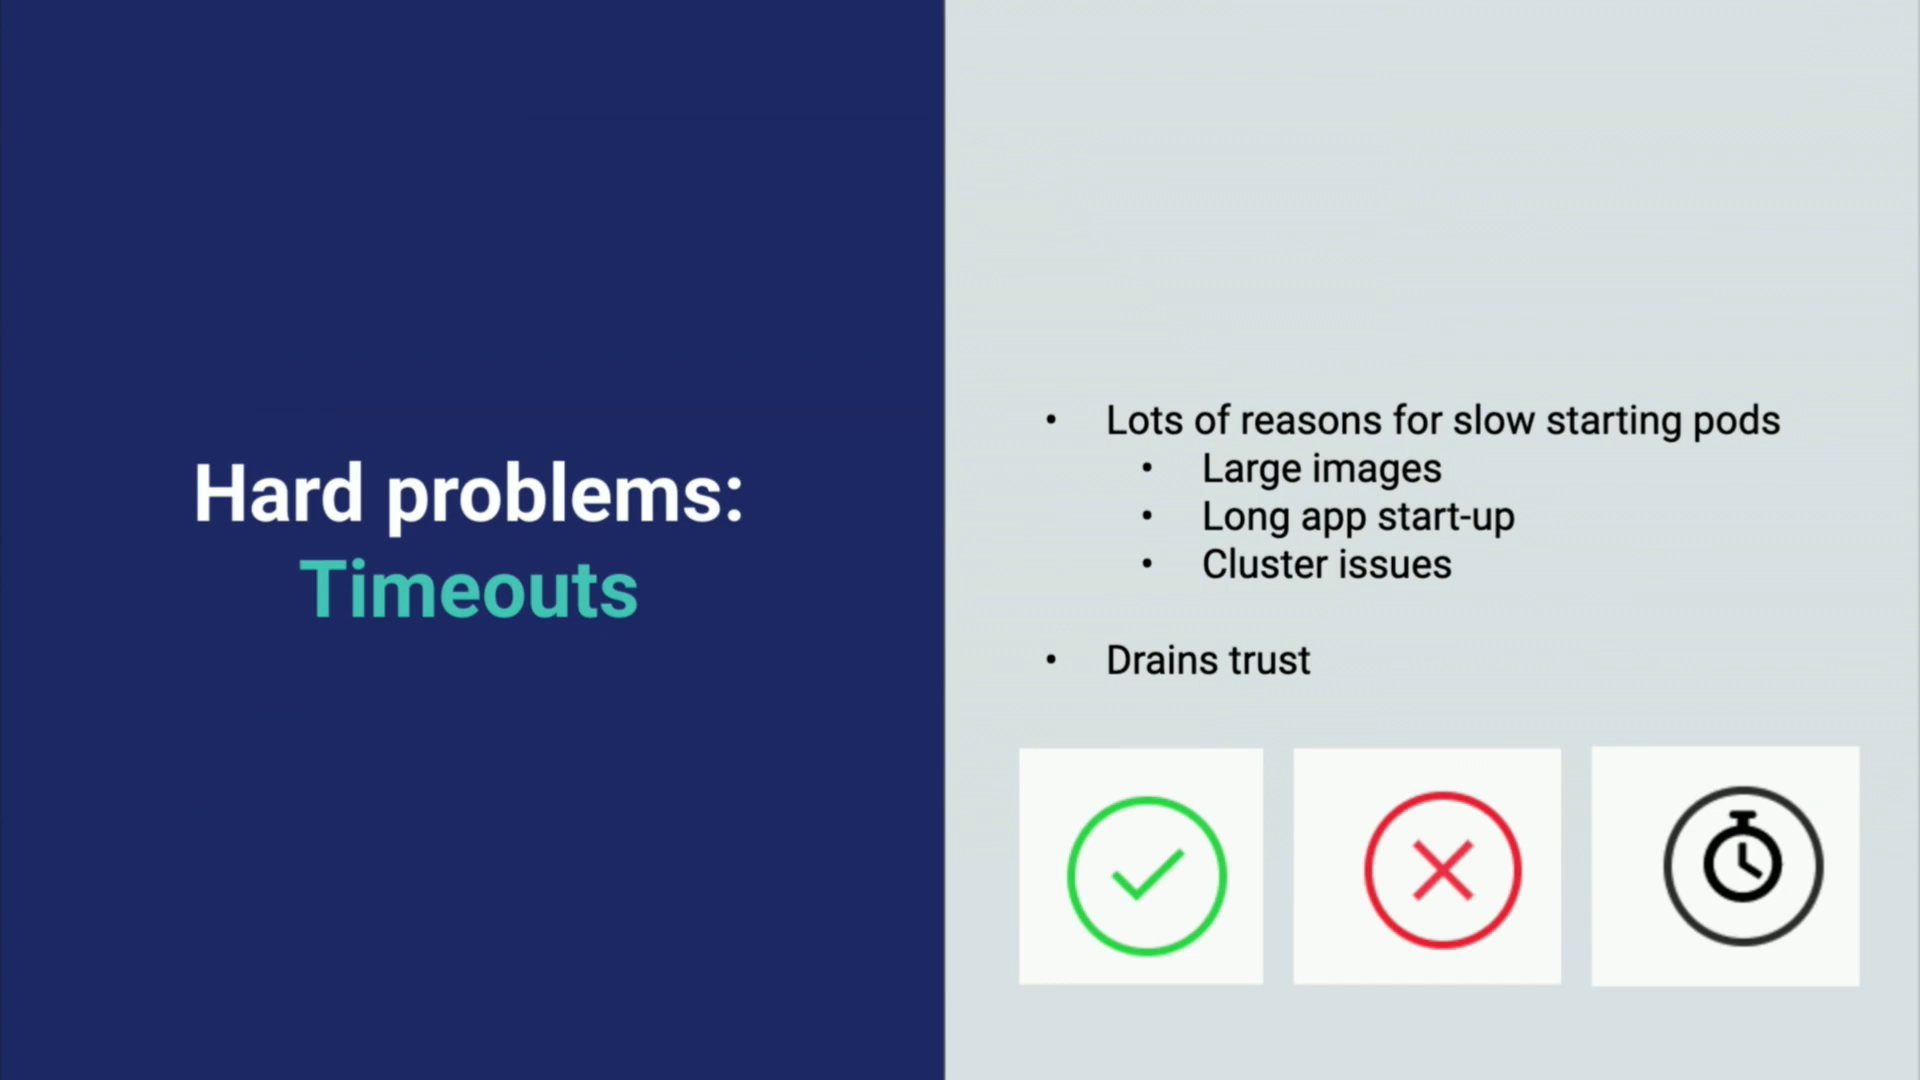 Hard problems:
Timeouts
• Lots of reasons for slow starting pods
• Large images
• Long app start-up
• Cluster issues
• Drains trust